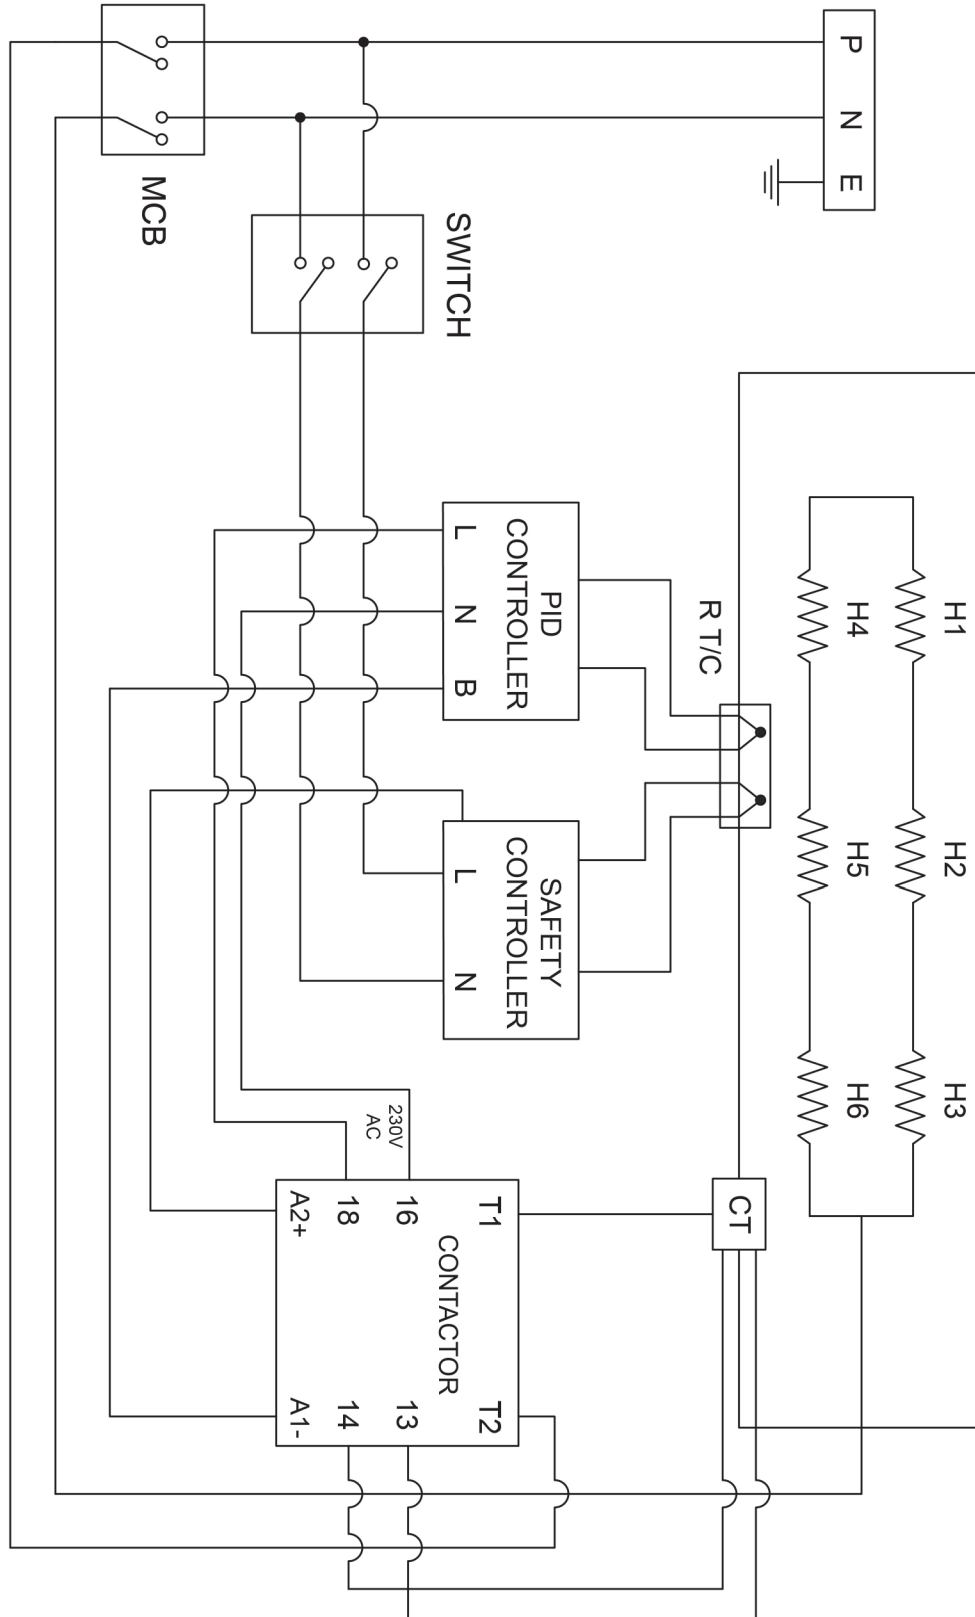 P
N
E
MCB
SWITCH
H1
H2
H3
H4
H5
H6
R T/C
PID
CONTROLLER
L
N
B
SAFETY
CONTROLLER
L
N
CT
230V
AC
T1
T2
CONTACTOR
16
13
18
14
A2+
A1-